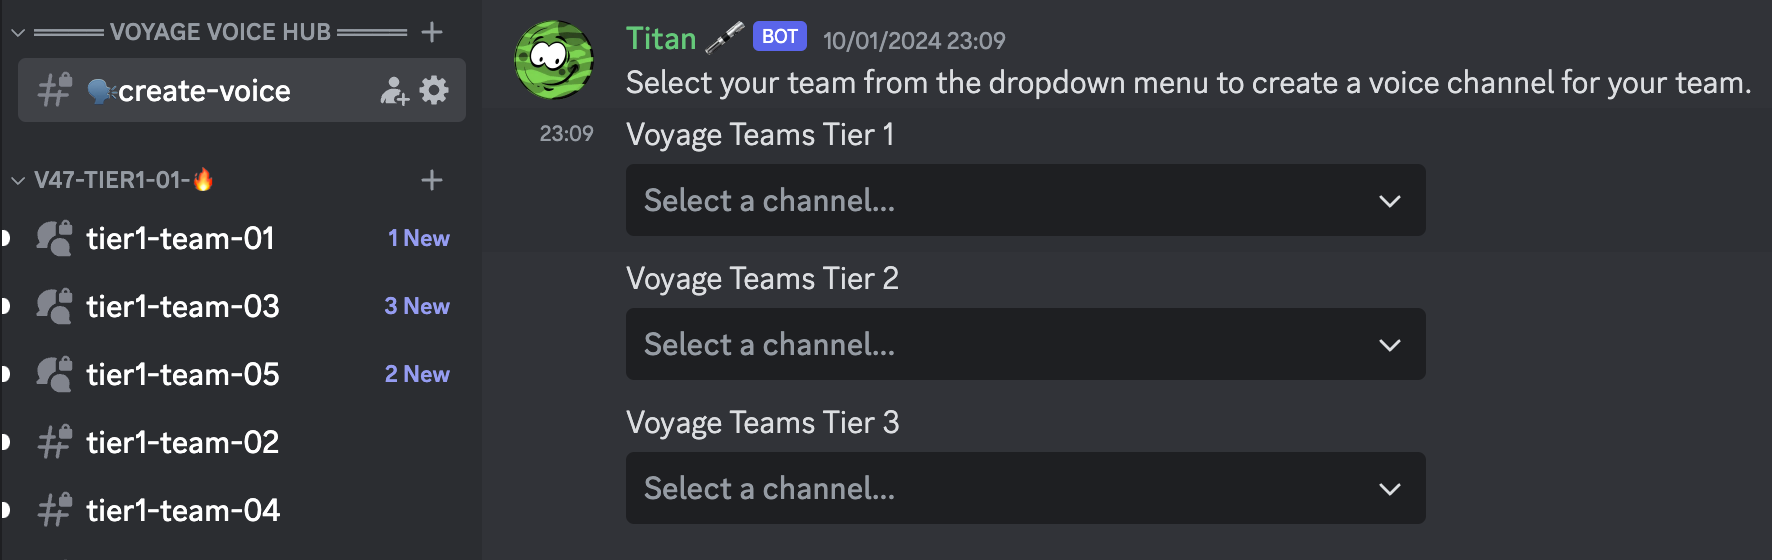 VOYAGE VOICE HUB
🗣️create-voice
V47-TIER1-01-🔥
tier1-team-01
1 New
tier1-team-03
3 New
tier1-team-05
2 New
tier1-team-02
tier1-team-04
Titan BOT 10/01/2024 23:09
Select your team from the dropdown menu to create a voice channel for your team.
23:09 Voyage Teams Tier 1
Select a channel...
Voyage Teams Tier 2
Select a channel...
Voyage Teams Tier 3
Select a channel...